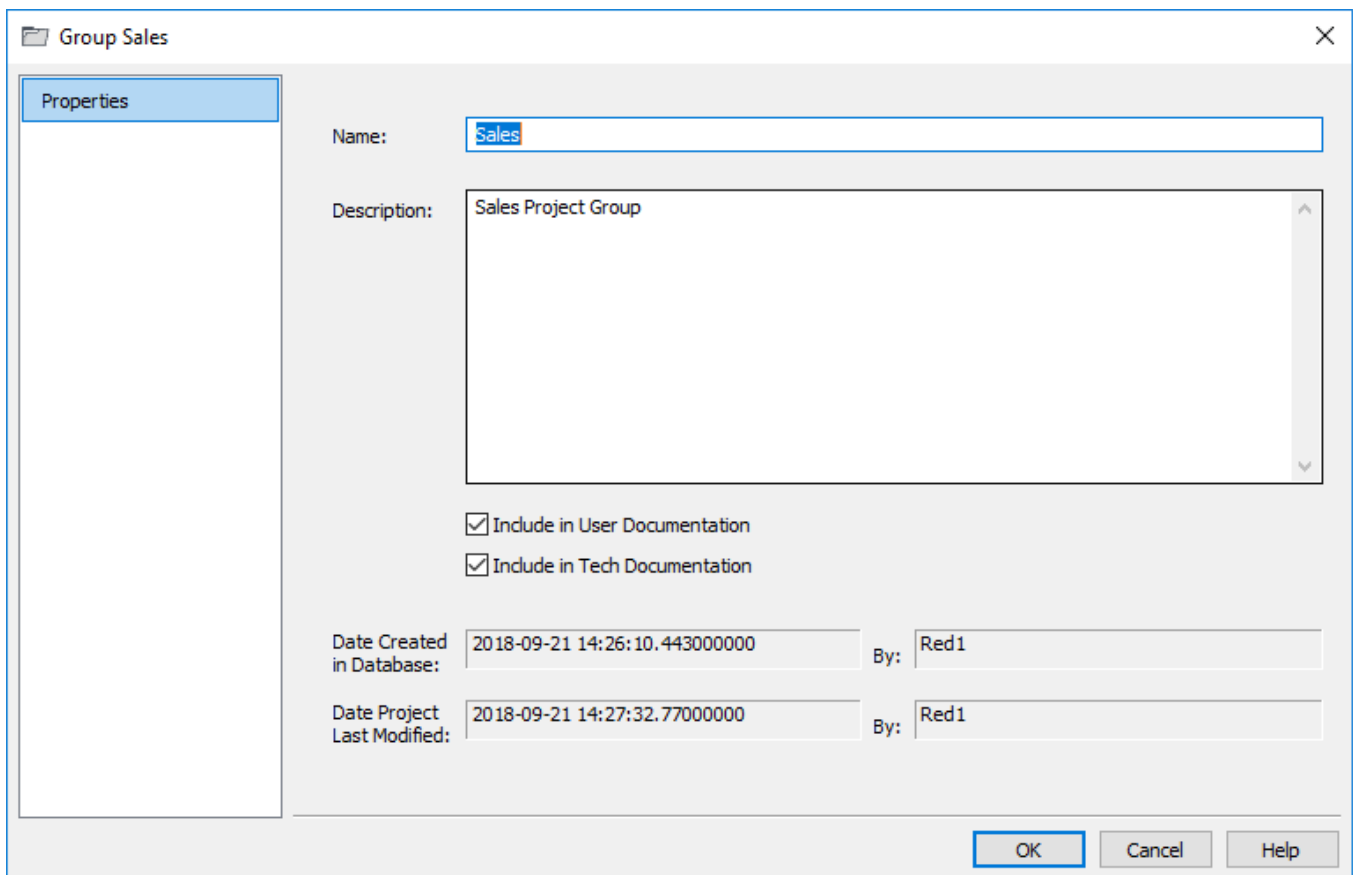 Group Sales
Properties
Name:
Sales
Description:
Sales Project Group
Include in User Documentation
Include in Tech Documentation
Date Created
in Database:
2018-09-21 14:26:10.443000000
By:
Red1
Date Project
Last Modified:
2018-09-21 14:27:32.77000000
By:
Red1
OK
Cancel
Help